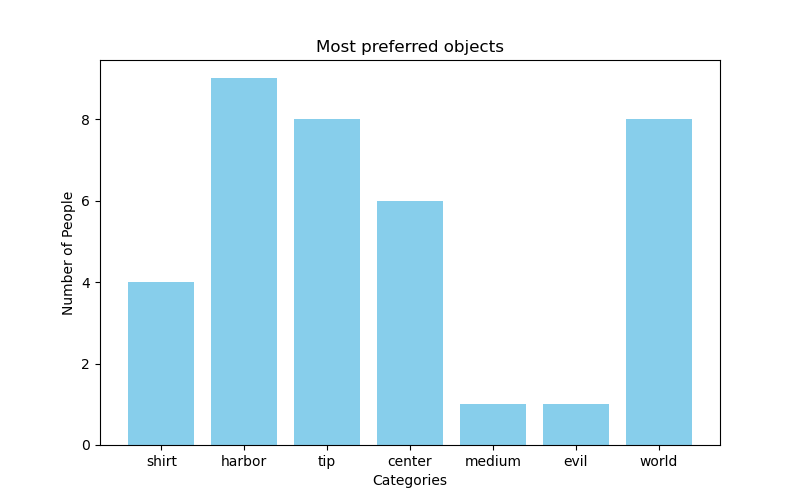 Most preferred objects
Number of People
8
6
4
2
0
shirt harbor tip center medium evil world
Categories